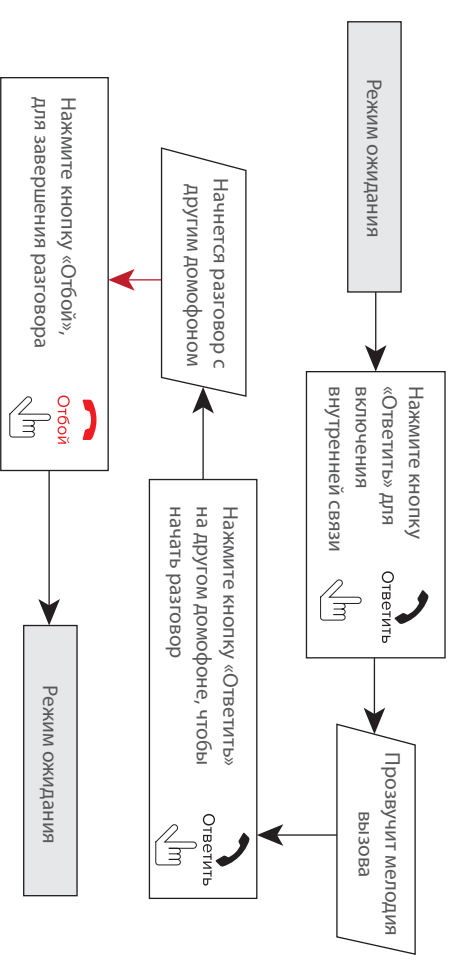 Режим ожидания
Нажмите кнопку
«Ответить» для
включения
внутренней связи
Ответить
Прозвучит мелодия
вызова
Нажмите кнопку «Ответить»
на другом домофоне, чтобы
начать разговор
Ответить
Начнется разговор с
другим домофоном
Нажмите кнопку «Отбой»,
для завершения разговора
Отбой
Режим ожидания